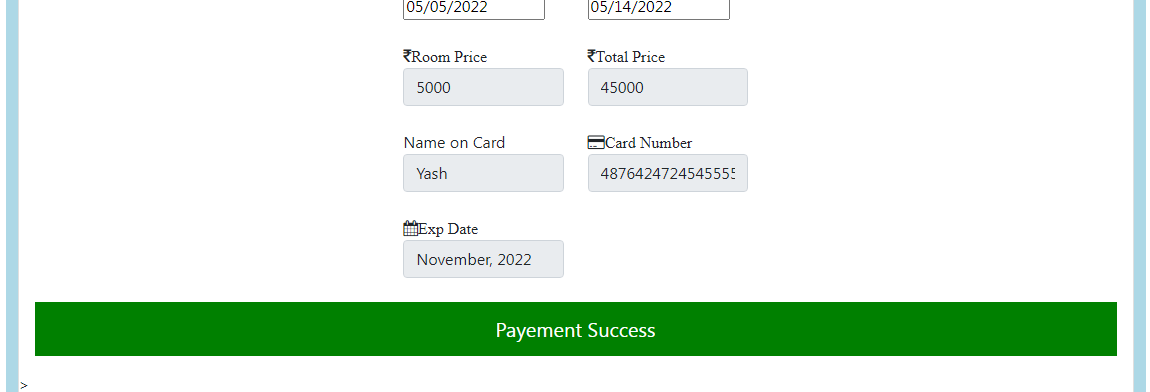 05/05/2022 05/14/2022
₹Room Price ₹Total Price
5000 45000
Name on Card Card Number
Yash 4876424724545555
Exp Date
November, 2022
Payement Success
>